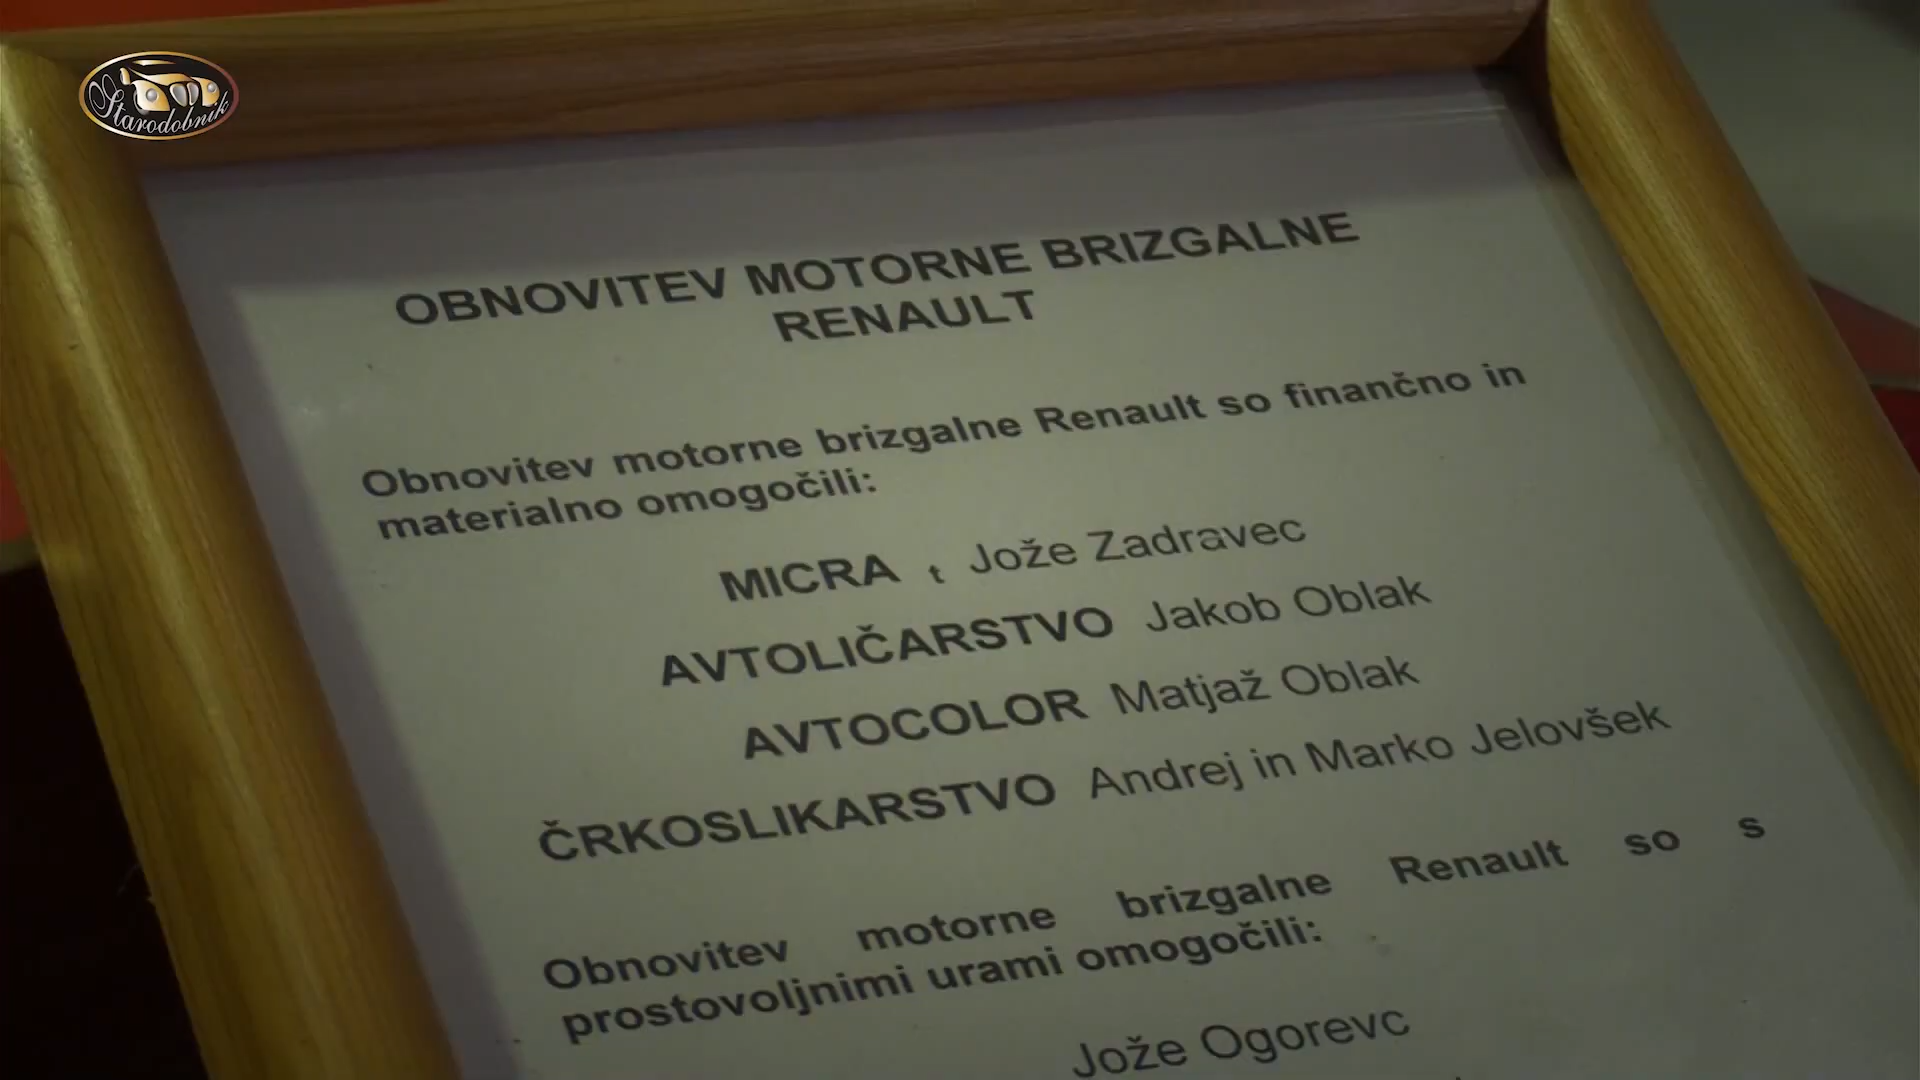 Starodobnik
OBNOVITEV MOTORNE BRIZGALNE
RENAULT
Obnovitev motorne brizgalne Renault so finančno in
materialno omogočili:
MICRA t Jože Zadravec
AVTOLIČARSTVO Jakob Oblak
AVTOCOLOR Matjaž Oblak
ČRKOSLIKARSTVO Andrej in Marko Jelovšek
Obnovitev motorne brizgalne Renault so s
prostovoljnimi urami omogočili:
Jože Ogorevc